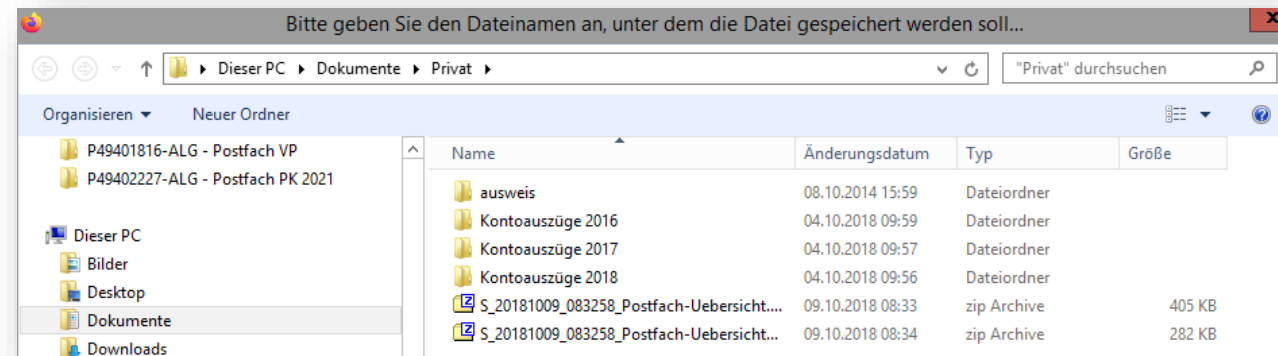 Bitte geben Sie den Dateinamen an, unter dem die Datei gespeichert werden soll...
x
Dieser PC Dokumente Privat "Privat" durchsuchen
Organisieren Neuer Ordner
P49401816-ALG - Postfach VP
P49402227-ALG - Postfach PK 2021
Dieser PC
Bilder
Desktop
Dokumente
Downloads
Name Änderungsdatum Typ Größe
ausweis 08.10.2014 15:59 Dateiordner
Kontoauszüge 2016 04.10.2018 09:59 Dateiordner
Kontoauszüge 2017 04.10.2018 09:57 Dateiordner
Kontoauszüge 2018 04.10.2018 09:56 Dateiordner
S_20181009_083258_Postfach-Uebersicht.... 09.10.2018 08:33 zip Archive 405 KB
S_20181009_083258_Postfach-Uebersicht... 09.10.2018 08:34 zip Archive 282 KB